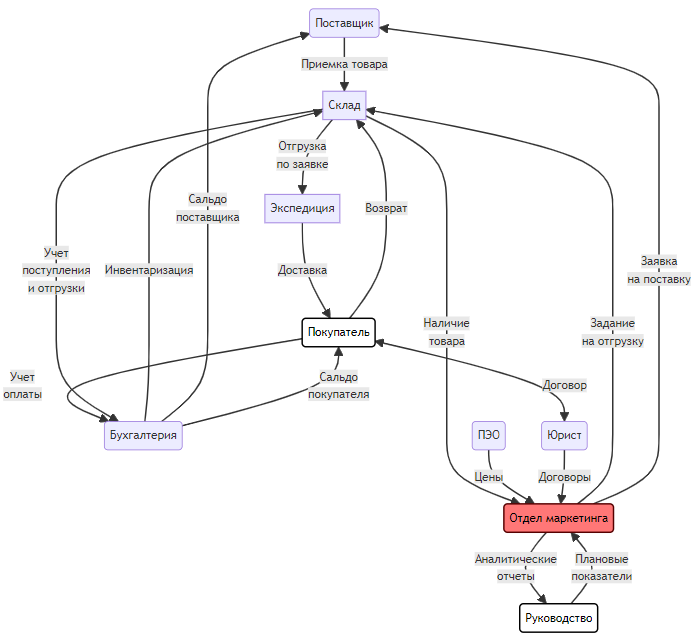 Поставщик
Приемка товара
Склад
Отгрузка
по заявке
Сальдо
поставщика
Экспедиция
Возврат
Учет
поступления
и отгрузки
Инвентаризация
Доставка
Заявка
на поставку
Покупатель
Наличие
товара
Задание
на отгрузку
Учет
оплаты
Сальдо
покупателя
Договор
Бухгалтерия
ПЭО
Юрист
Цены
Договоры
Отдел маркетинга
Аналитические
отчеты
Плановые
показатели
Руководство